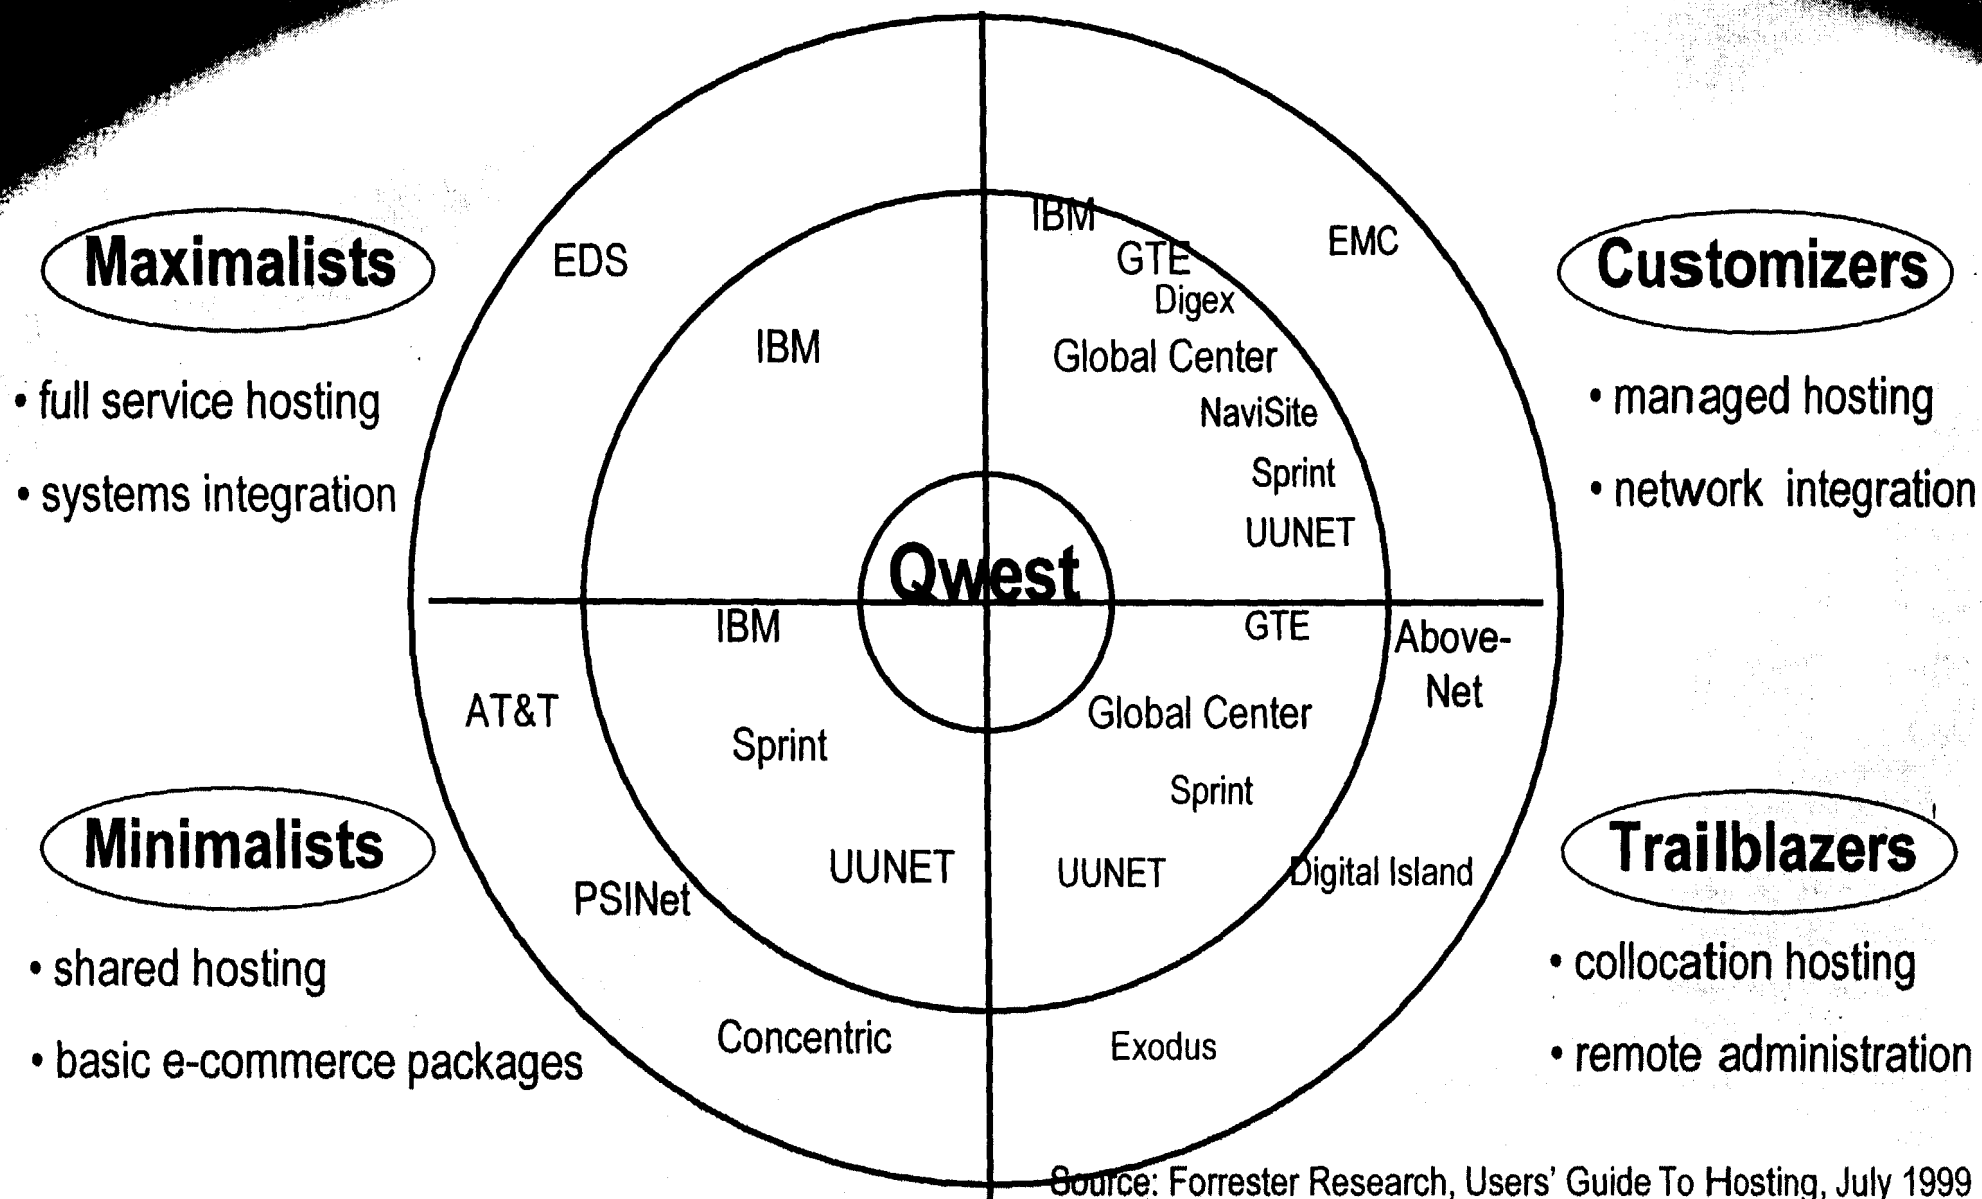 Maximalists
• full service hosting
• systems integration
EDS
IBM
IBM
GTE
Digex
Global Center
NaviSite
Sprint
UUNET
EMC
Customizers
• managed hosting
• network integration
Qwest
IBM
AT&T
Sprint
UUNET
PSINet
Concentric
Minimalists
• shared hosting
• basic e-commerce packages
GTE
Above-
Net
Global Center
Sprint
UUNET
Digital Island
Exodus
Trailblazers
• collocation hosting
• remote administration
Source: Forrester Research, Users' Guide To Hosting, July 1999